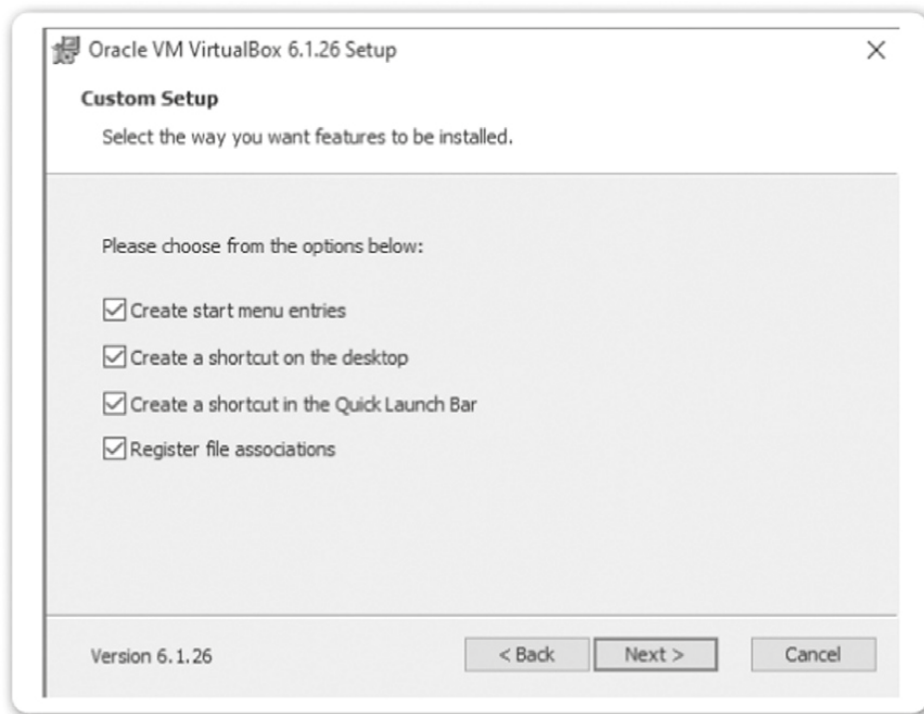 Oracle VM VirtualBox 6.1.26 Setup
Custom Setup
Select the way you want features to be installed.
Please choose from the options below:
Create start menu entries
Create a shortcut on the desktop
Create a shortcut in the Quick Launch Bar
Register file associations
Version 6.1.26
< Back
Next >
Cancel